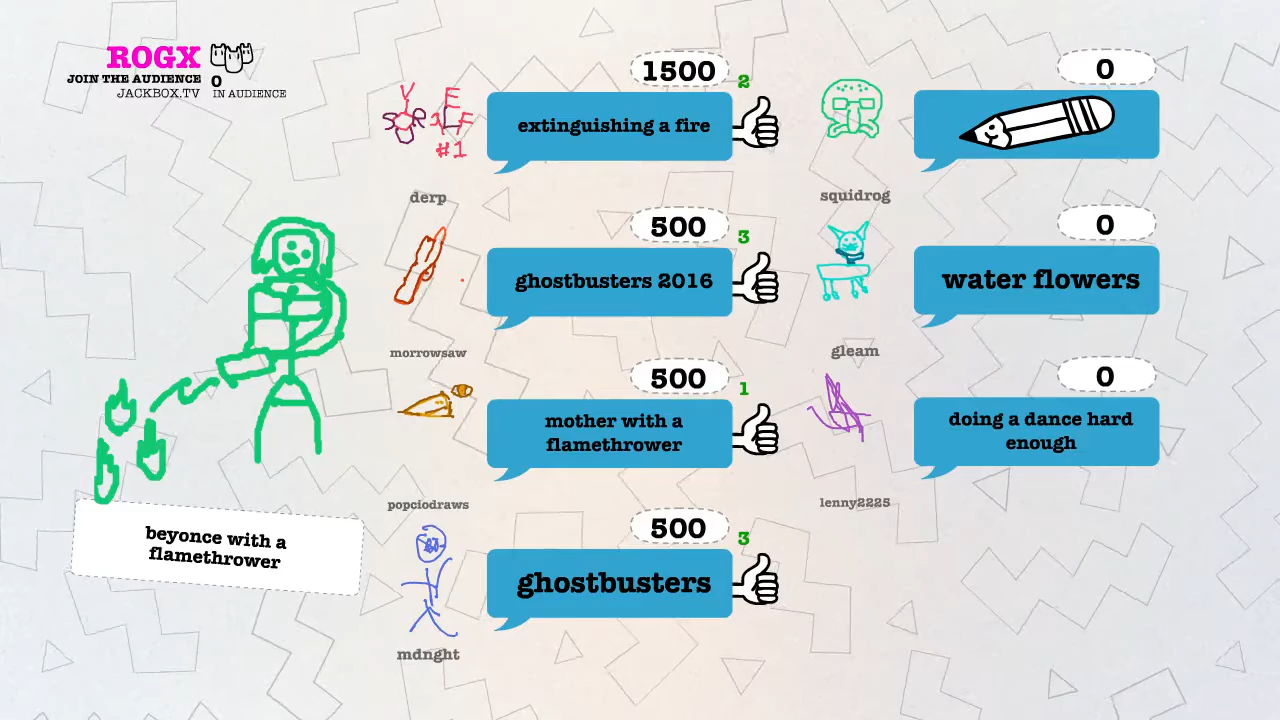 ROGX
JOIN THE AUDIENCE
JACKBOX.TV
0
IN AUDIENCE
beyonce with a
flamethrower
1500
2
extinguishing a fire
#1
derp
500
3
ghostbusters 2016
morrowsaw
500
1
mother with a
flamethrower
popciodraws
500
3
ghostbusters
mdnght
0
squidrog
0
water flowers
gleam
0
doing a dance hard
enough
lenny2225